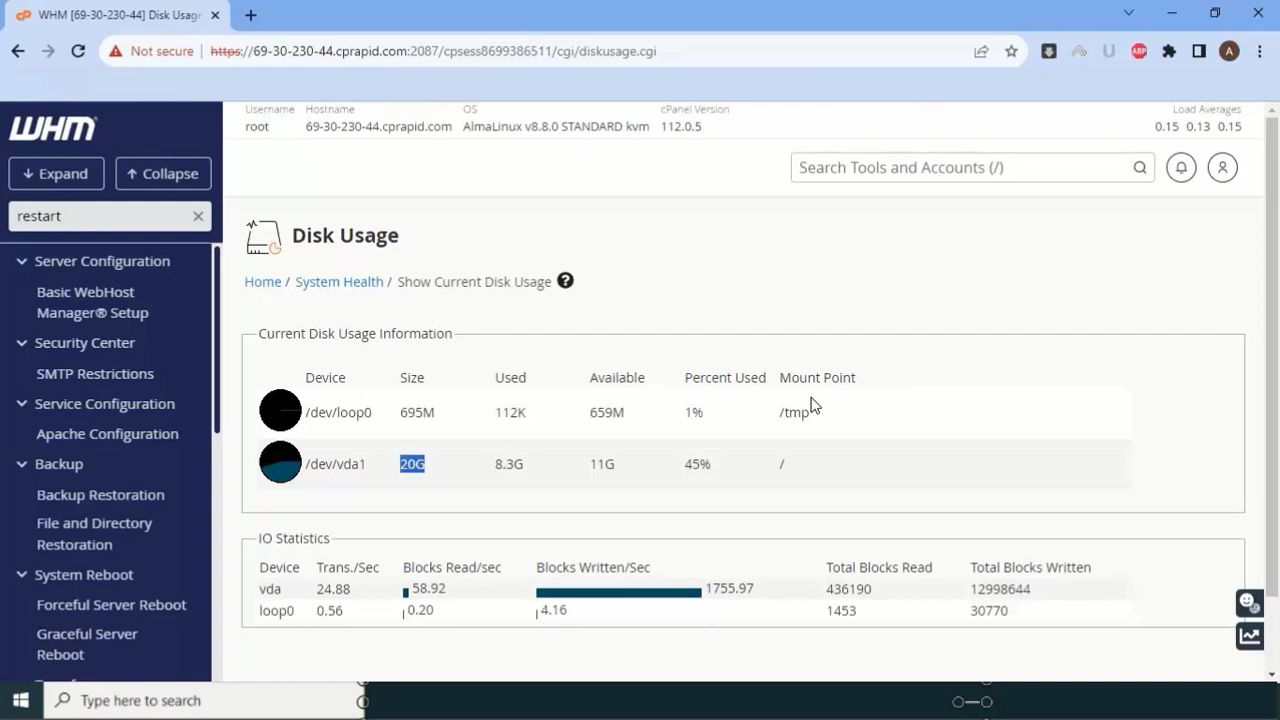 WHM [69-30-230-44] Disk Usage
Not secure https://69-30-230-44.cprapid.com:2087/cpsess8699386511/cgi/diskusage.cgi
ABP
A
WHM
Username Hostname OS cPanel Version Load Averages
root 69-30-230-44.cprapid.com AlmaLinux v8.8.0 STANDARD kvm 112.0.5 0.15 0.13 0.15
Expand Collapse
Search Tools and Accounts (/)
restart
Disk Usage
Home / System Health / Show Current Disk Usage ?
Server Configuration
Basic WebHost
Manager® Setup
Security Center
SMTP Restrictions
Service Configuration
Apache Configuration
Backup
Backup Restoration
File and Directory
Restoration
System Reboot
Forceful Server Reboot
Graceful Server
Reboot
Current Disk Usage Information
Device Size Used Available Percent Used Mount Point
/dev/loop0 695M 112K 659M 1% /tmp
/dev/vda1 20G 8.3G 11G 45% /
IO Statistics
Device Trans./Sec Blocks Read/sec Blocks Written/Sec Total Blocks Read Total Blocks Written
vda 24.88 58.92 1755.97 436190 12998644
loop0 0.56 0.20 4.16 1453 30770
Type here to search